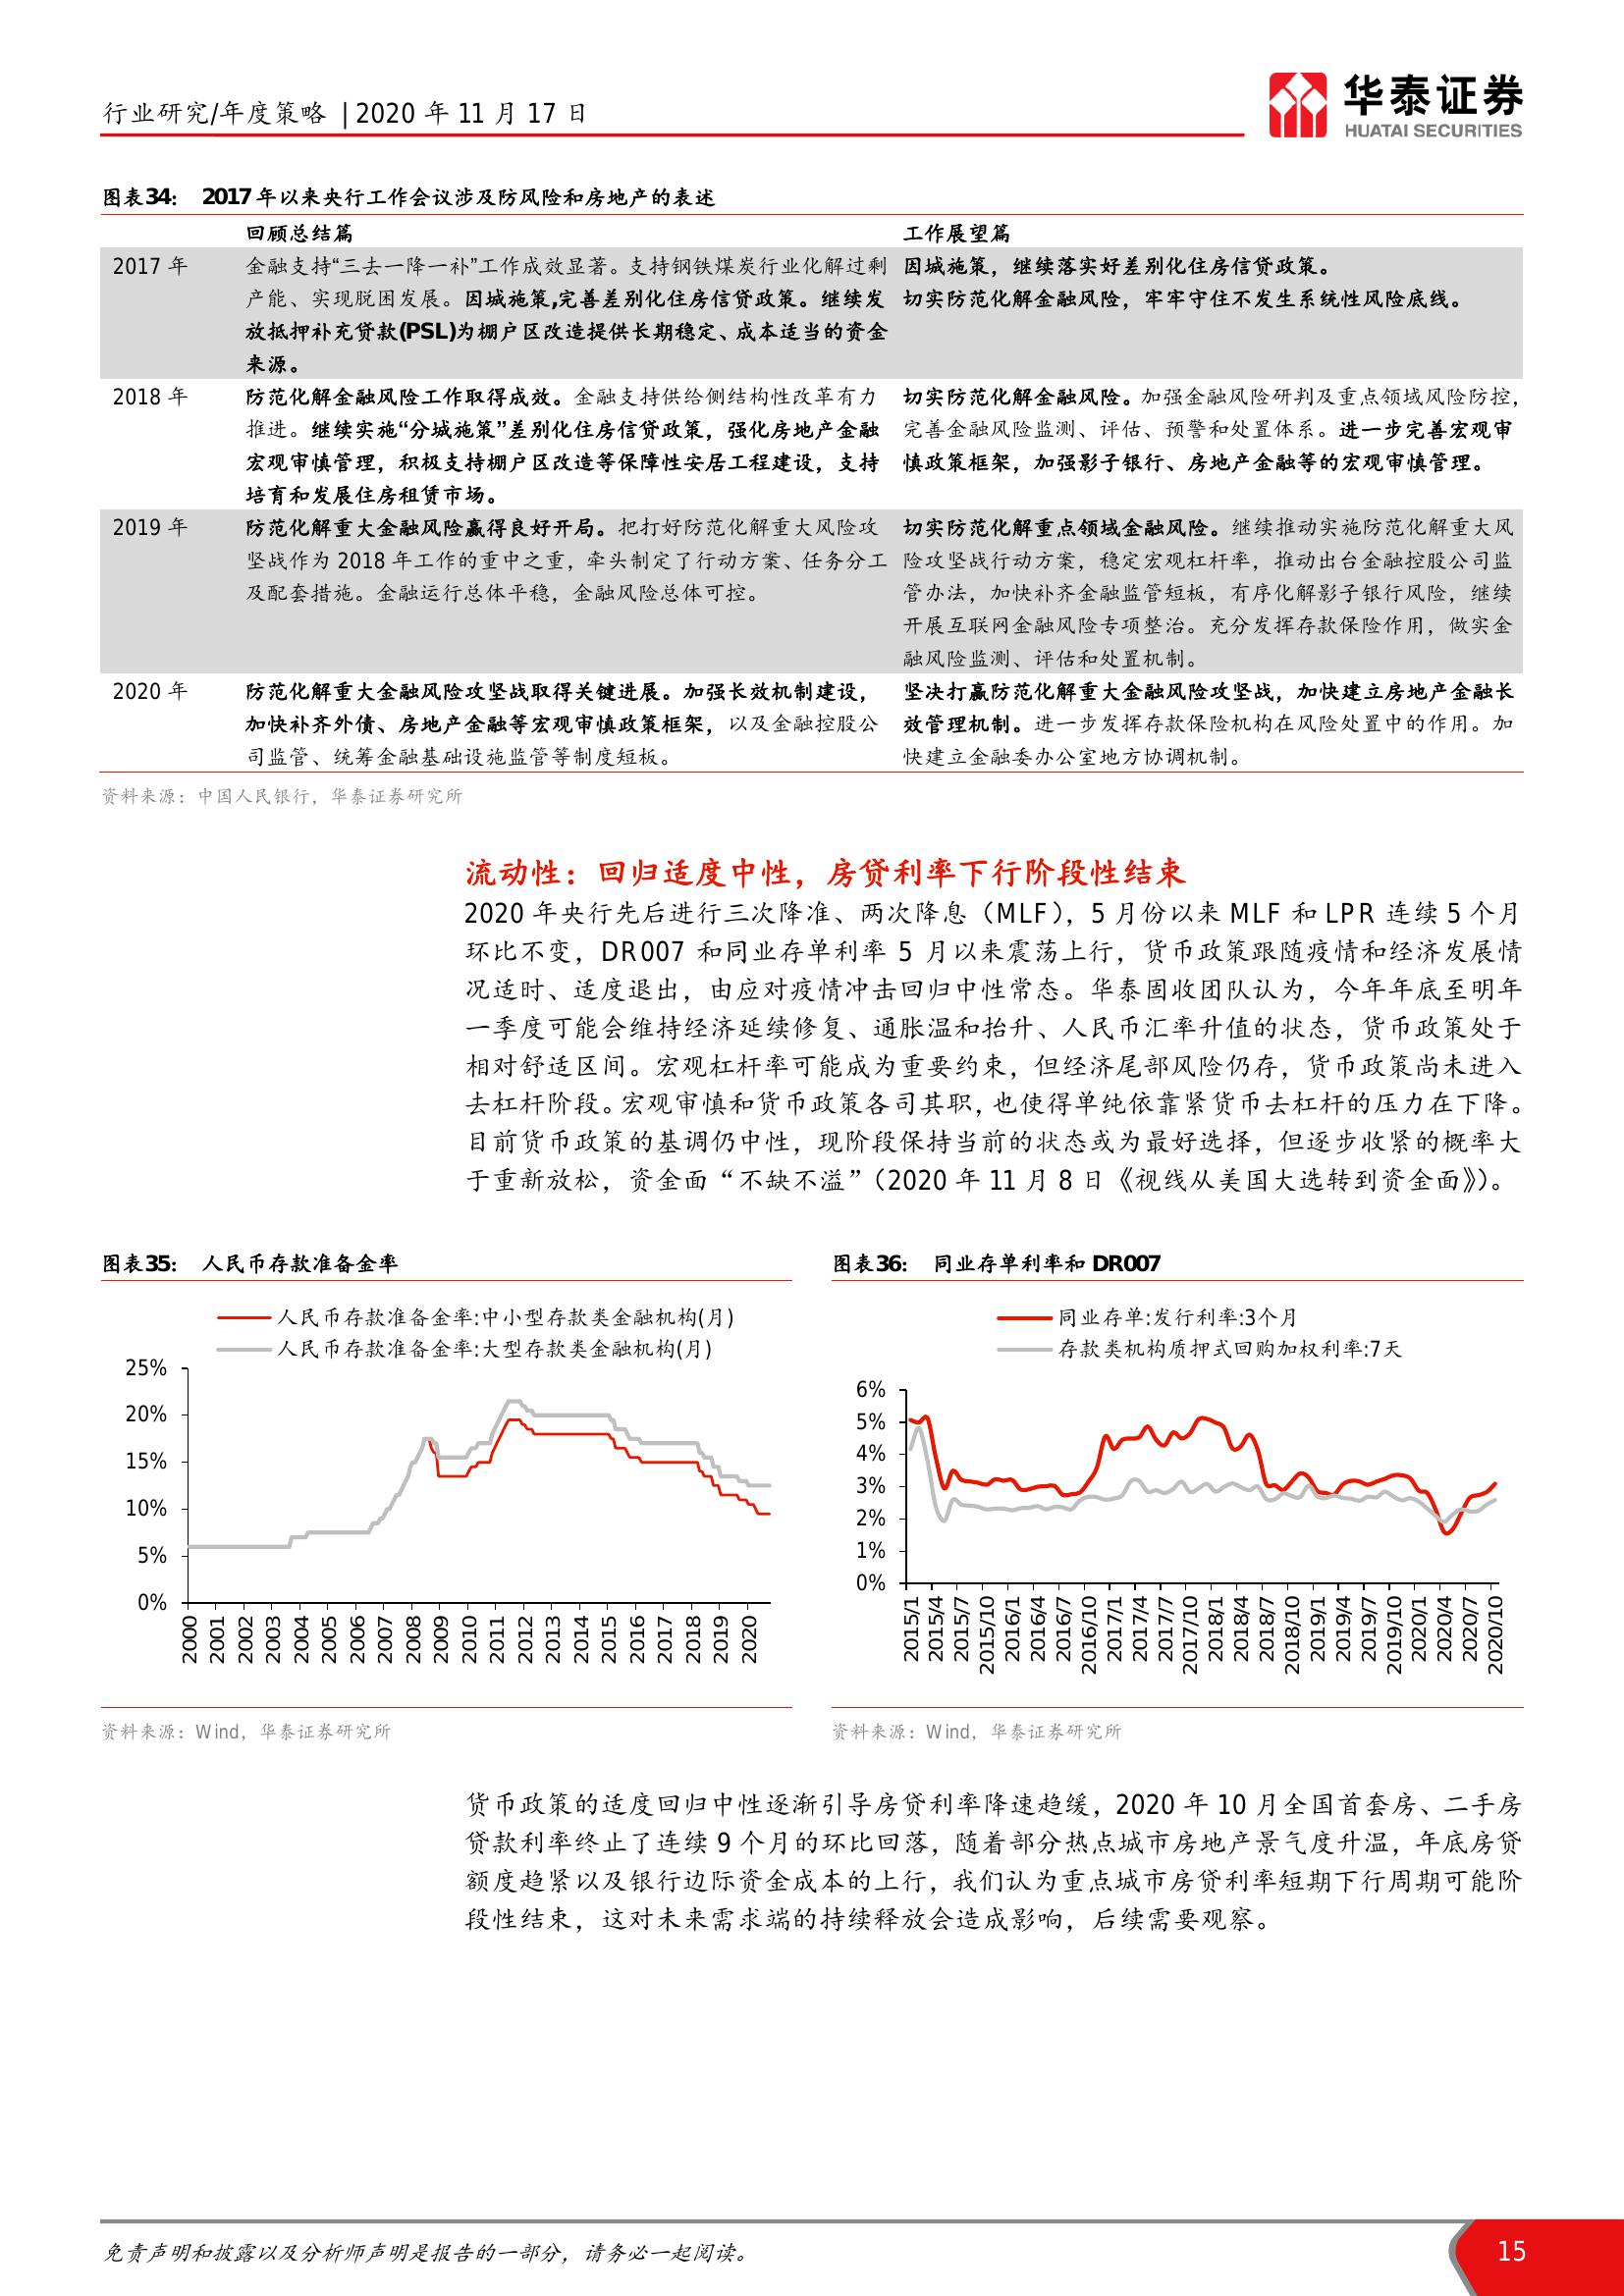 行业研究/年度策略 | 2020 年 11 月 17 日
华泰证券
HUATAI SECURITIES
图表34： 2017 年以来央行工作会议涉及防风险和房地产的表述
回顾总结篇 工作展望篇
2017 年
金融支持“三去一降一补”工作成效显著。支持钢铁煤炭行业化解过剩
产能、实现脱困发展。因城施策,完善差别化住房信贷政策。继续发
放抵押补充贷款(PSL)为棚户区改造提供长期稳定、成本适当的资金
来源。
因城施策，继续落实好差别化住房信贷政策。
切实防范化解金融风险，牢牢守住不发生系统性风险底线。
2018 年
防范化解金融风险工作取得成效。金融支持供给侧结构性改革有力
推进。继续实施“分城施策”差别化住房信贷政策，强化房地产金融
宏观审慎管理，积极支持棚户区改造等保障性安居工程建设，支持
培育和发展住房租赁市场。
切实防范化解金融风险。加强金融风险研判及重点领域风险防控，
完善金融风险监测、评估、预警和处置体系。进一步完善宏观审
慎政策框架，加强影子银行、房地产金融等的宏观审慎管理。
2019 年
防范化解重大金融风险赢得良好开局。把打好防范化解重大风险攻
坚战作为 2018 年工作的重中之重，牵头制定了行动方案、任务分工
及配套措施。金融运行总体平稳，金融风险总体可控。
切实防范化解重点领域金融风险。继续推动实施防范化解重大风
险攻坚战行动方案，稳定宏观杠杆率，推动出台金融控股公司监
管办法，加快补齐金融监管短板，有序化解影子银行风险，继续
开展互联网金融风险专项整治。充分发挥存款保险作用，做实金
融风险监测、评估和处置机制。
2020 年
防范化解重大金融风险攻坚战取得关键进展。加强长效机制建设，
加快补齐外债、房地产金融等宏观审慎政策框架，以及金融控股公
司监管、统筹金融基础设施监管等制度短板。
坚决打赢防范化解重大金融风险攻坚战，加快建立房地产金融长
效管理机制。进一步发挥存款保险机构在风险处置中的作用。加
快建立金融委办公室地方协调机制。
资料来源：中国人民银行，华泰证券研究所
流动性：回归适度中性，房贷利率下行阶段性结束
2020 年央行先后进行三次降准、两次降息（MLF），5 月份以来 MLF 和 LPR 连续 5 个月
环比不变，DR007 和同业存单利率 5 月以来震荡上行，货币政策跟随疫情和经济发展情
况适时、适度退出，由应对疫情冲击回归中性常态。华泰固收团队认为，今年年底至明年
一季度可能会维持经济延续修复、通胀温和抬升、人民币汇率升值的状态，货币政策处于
相对舒适区间。宏观杠杆率可能成为重要约束，但经济尾部风险仍存，货币政策尚未进入
去杠杆阶段。宏观审慎和货币政策各司其职，也使得单纯依靠紧货币去杠杆的压力在下降。
目前货币政策的基调仍中性，现阶段保持当前的状态或为最好选择，但逐步收紧的概率大
于重新放松，资金面“不缺不溢”（2020 年 11 月 8 日《视线从美国大选转到资金面》）。
图表35： 人民币存款准备金率
人民币存款准备金率:中小型存款类金融机构(月)
人民币存款准备金率:大型存款类金融机构(月)
25%
20%
15%
10%
5%
0%
2000 2001 2002 2003 2004 2005 2006 2007 2008 2009 2010 2011 2012 2013 2014 2015 2016 2017 2018 2019 2020
资料来源：Wind，华泰证券研究所
图表36： 同业存单利率和 DR007
同业存单:发行利率:3个月
存款类机构质押式回购加权利率:7天
6%
5%
4%
3%
2%
1%
0%
2015/1 2015/4 2015/7 2015/10 2016/1 2016/4 2016/7 2016/10 2017/1 2017/4 2017/7 2017/10 2018/1 2018/4 2018/7 2018/10 2019/1 2019/4 2019/7 2019/10 2020/1 2020/4 2020/7 2020/10
资料来源：Wind，华泰证券研究所
货币政策的适度回归中性逐渐引导房贷利率降速趋缓，2020 年 10 月全国首套房、二手房
贷款利率终止了连续 9 个月的环比回落，随着部分热点城市房地产景气度升温，年底房贷
额度趋紧以及银行边际资金成本的上行，我们认为重点城市房贷利率短期下行周期可能阶
段性结束，这对未来需求端的持续释放会造成影响，后续需要观察。
免责声明和披露以及分析师声明是报告的一部分，请务必一起阅读。
15